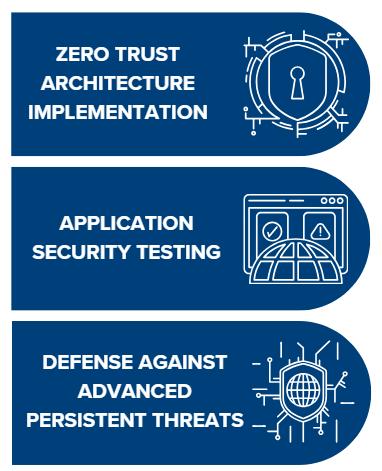 ZERO TRUST
ARCHITECTURE
IMPLEMENTATION
APPLICATION
SECURITY TESTING
DEFENSE AGAINST
ADVANCED
PERSISTENT THREATS